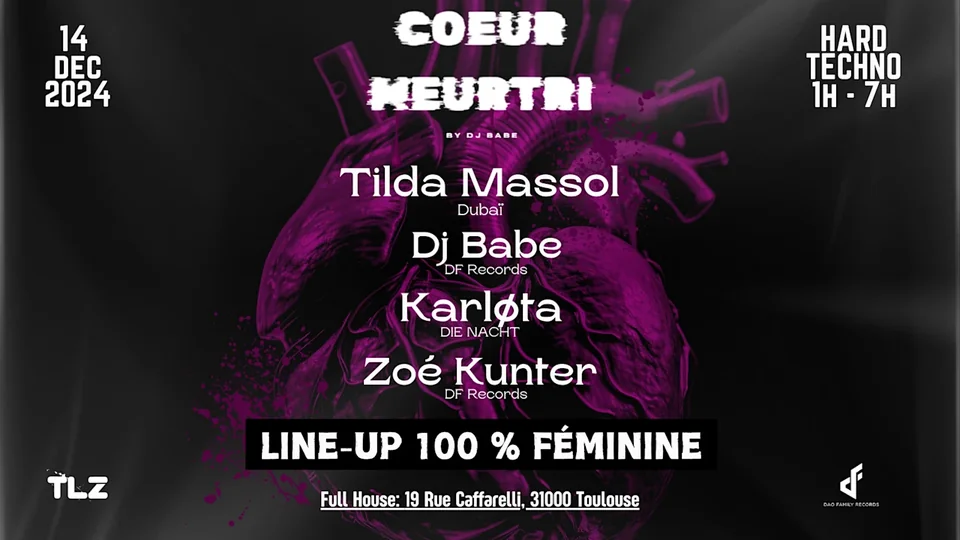 14
DEC
2024
COEUR
MEURTRI
BY DJ BABE
HARD
TECHNO
1H - 7H
Tilda Massol
Dubaï
Dj Babe
DF Records
Karløta
DIE NACHT
Zoé Kunter
DF Records
LINE-UP 100 % FÉMININE
Full House: 19 Rue Caffarelli, 31000 Toulouse
TLZ
DAO FAMILY RECORDS